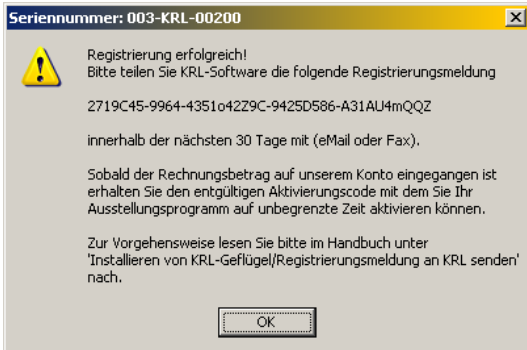 Seriennummer: 003-KRL-00200
Registrierung erfolgreich!
Bitte teilen Sie KRL-Software die folgende Registrierungsmeldung
2719C45-9964-4351o42Z9C-9425D586-A31AU4mQQZ
innerhalb der nächsten 30 Tage mit (eMail oder Fax).
Sobald der Rechnungsbetrag auf unserem Konto eingegangen ist
erhalten Sie den entgültigen Aktivierungscode mit dem Sie Ihr
Ausstellungsprogramm auf unbegrenzte Zeit aktivieren können.
Zur Vorgehensweise lesen Sie bitte im Handbuch unter
'Installieren von KRL-Geflügel/Registrierungsmeldung an KRL senden'
nach.
OK